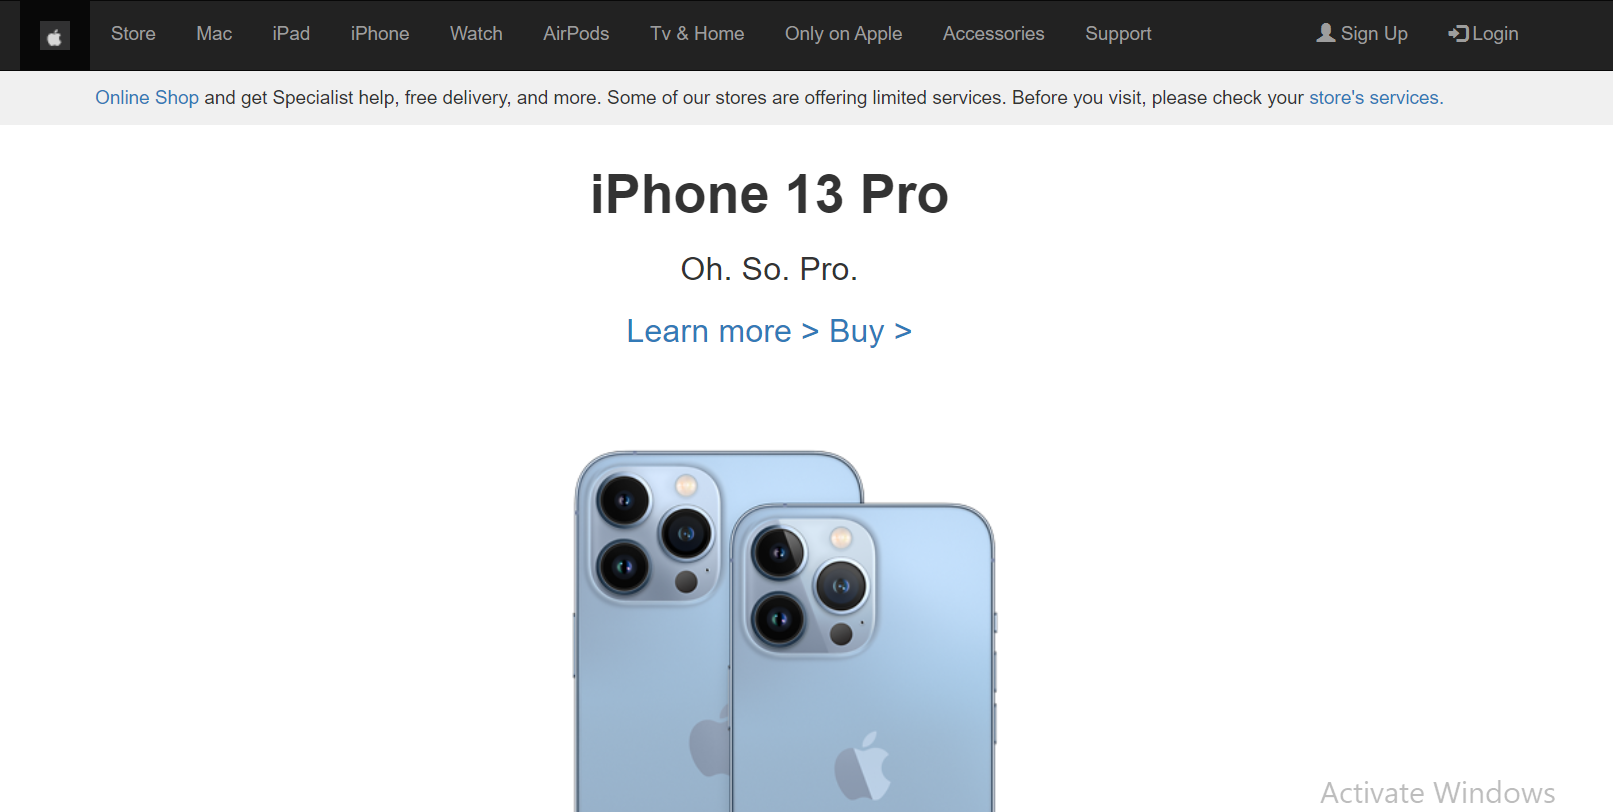 Store Mac iPad iPhone Watch AirPods Tv & Home Only on Apple Accessories Support Sign Up Login
Online Shop and get Specialist help, free delivery, and more. Some of our stores are offering limited services. Before you visit, please check your store's services.
iPhone 13 Pro
Oh. So. Pro.
Learn more > Buy >
Activate Windows